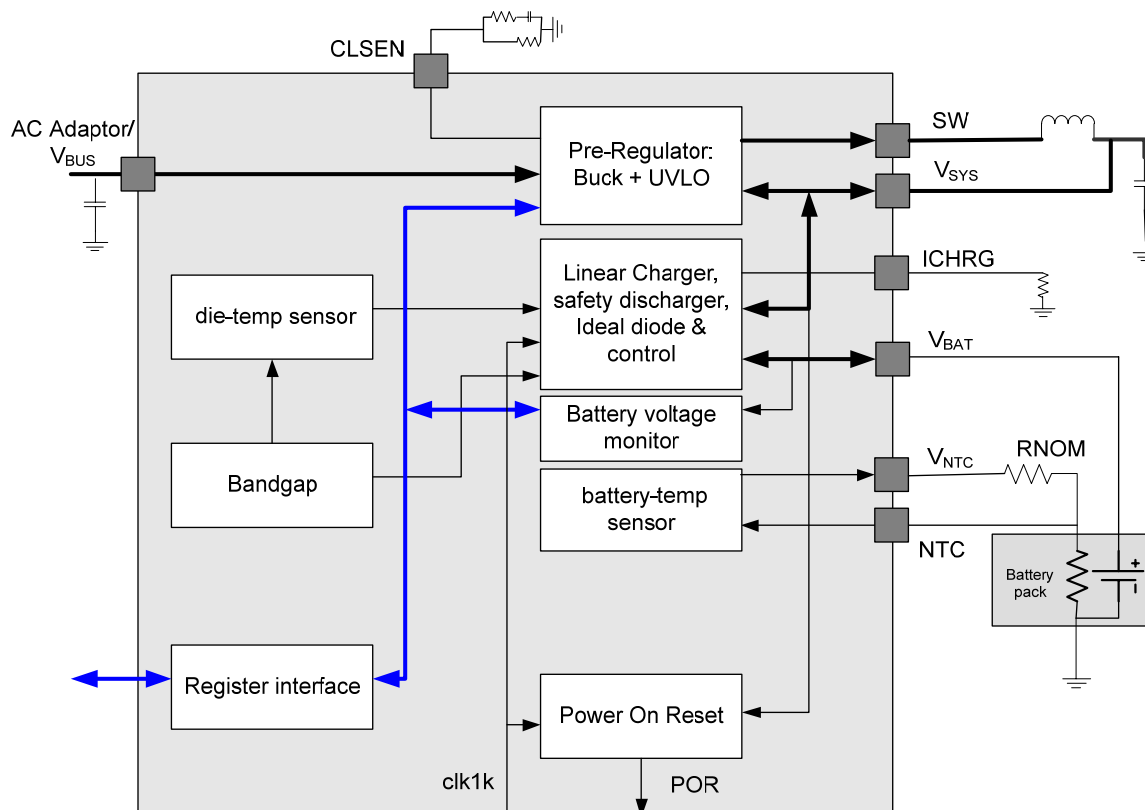 CLSEN
AC Adaptor/
VBUS
Pre-Regulator:
Buck + UVLO
SW
VSYS
Linear Charger,
safety discharger,
Ideal diode &
control
ICHRG
die-temp sensor
VBAT
Battery voltage
monitor
Bandgap
battery-temp
sensor
VNTC
RNOM
NTC
Battery
pack
+
Register interface
Power On Reset
clk1k
POR